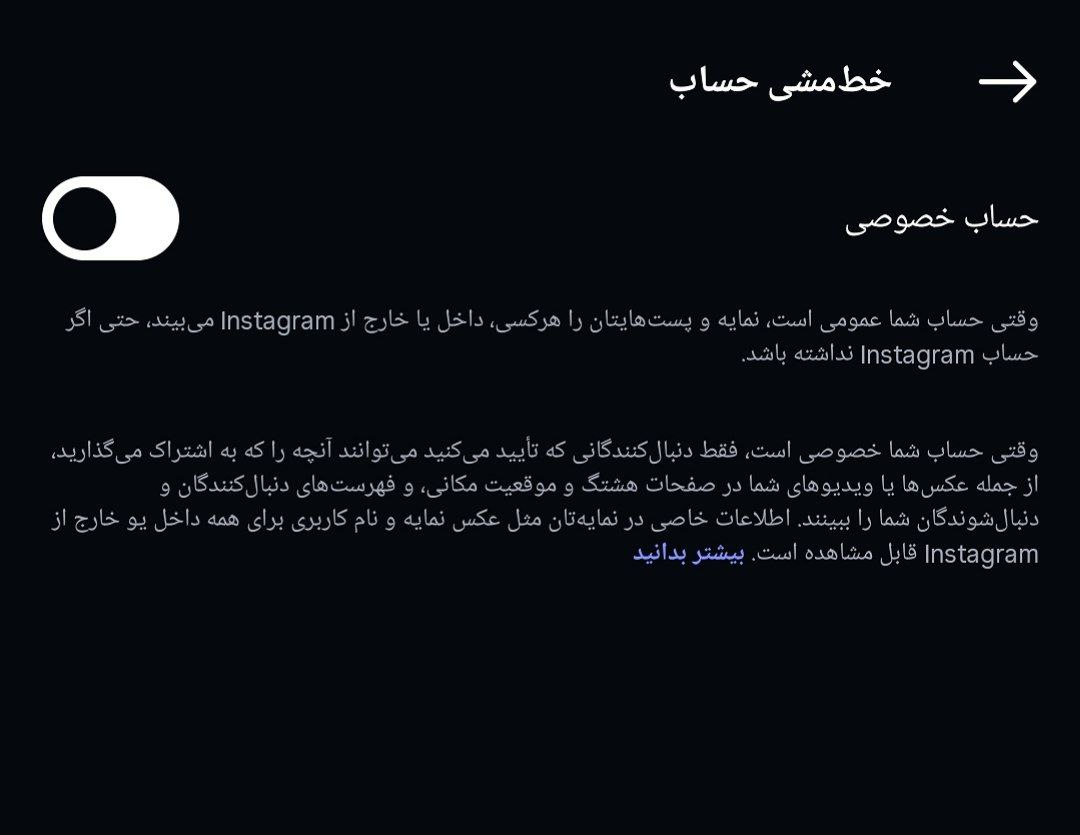 خط‌مشی حساب
حساب خصوصی
وقتی حساب شما عمومی است، نمایه و پست‌هایتان را هرکسی، داخل یا خارج از Instagram می‌بیند، حتی اگر
حساب Instagram نداشته باشد.
وقتی حساب شما خصوصی است، فقط دنبال‌کنندگانی که تأیید می‌کنید می‌توانند آنچه را که به اشتراک می‌گذارید،
از جمله عکس‌ها یا ویدیوهای شما در صفحات هشتگ و موقعیت مکانی، و فهرست‌های دنبال‌کنندگان و
دنبال‌شوندگان شما را ببینند. اطلاعات خاصی در نمایه‌تان مثل عکس نمایه و نام کاربری برای همه داخل یو خارج از
Instagram قابل مشاهده است. بیشتر بدانید